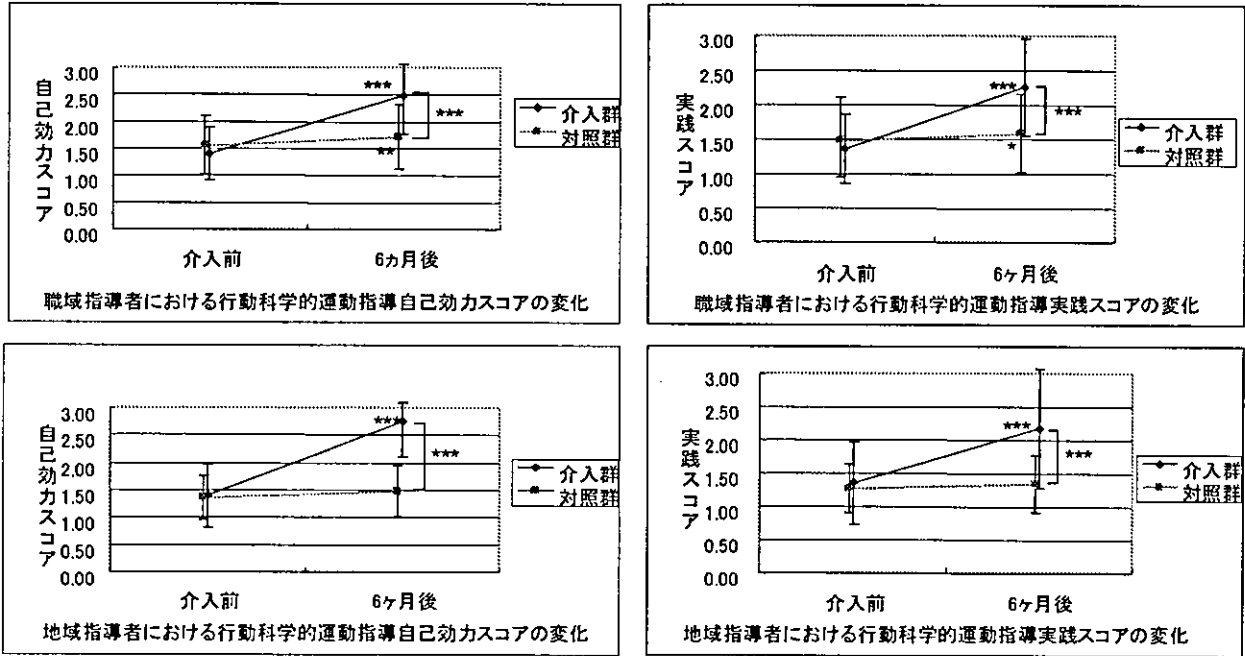 自己効力スコア
3.00
2.50
2.00
1.50
1.00
0.50
0.00
***
***
**
介入群
対照群
介入前
6カ月後
職域指導者における行動科学的運動指導自己効力スコアの変化
実践スコア
3.00
2.50
2.00
1.50
1.00
0.50
0.00
***
***
*
介入群
対照群
介入前
6ヶ月後
職域指導者における行動科学的運動指導実践スコアの変化
自己効力スコア
3.00
2.50
2.00
1.50
1.00
0.50
0.00
***
***
介入群
対照群
介入前
6ヶ月後
地域指導者における行動科学的運動指導自己効力スコアの変化
実践スコア
3.00
2.50
2.00
1.50
1.00
0.50
0.00
***
***
介入群
対照群
介入前
6ヶ月後
地域指導者における行動科学的運動指導実践スコアの変化